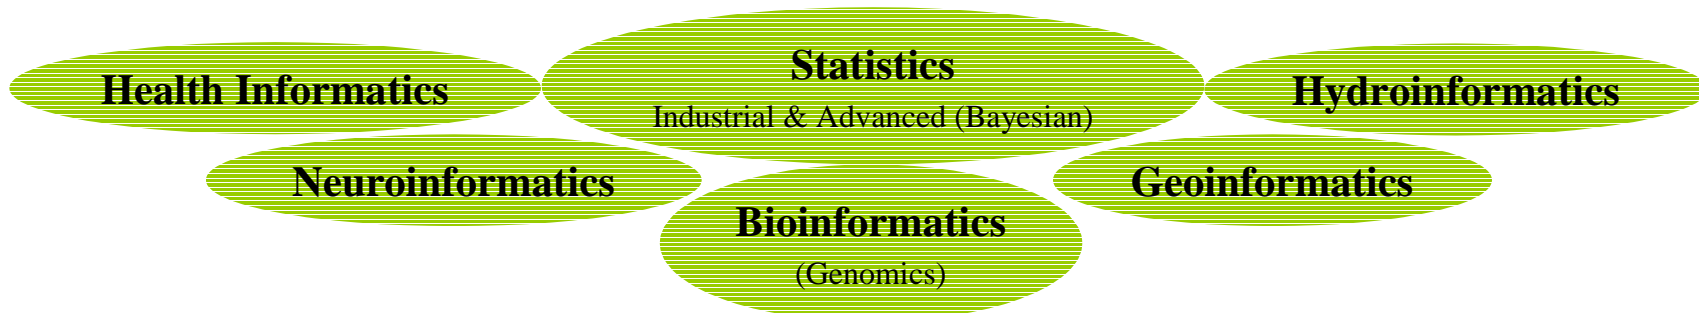 Health Informatics
Statistics
Industrial & Advanced (Bayesian)
Hydroinformatics
Neuroinformatics
Bioinformatics
(Genomics)
Geoinformatics